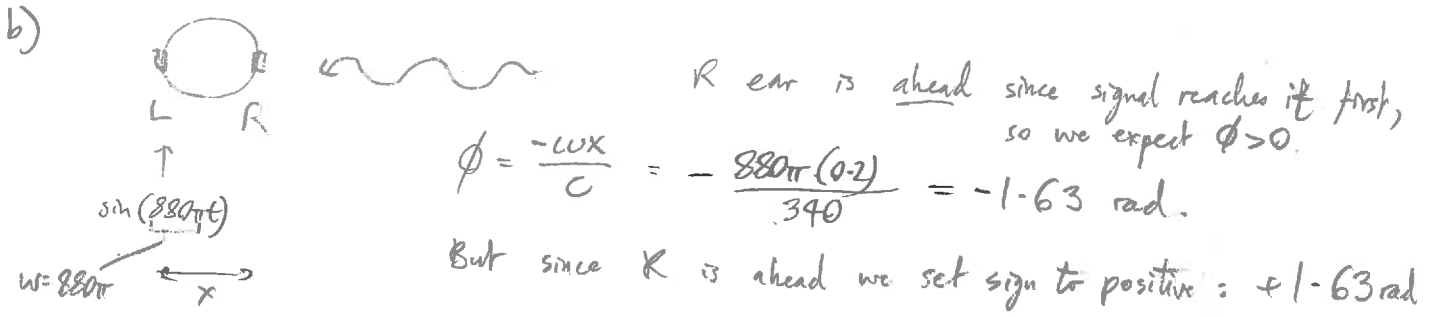 b)
L R
R ear is ahead since signal reaches it first,
so we expect ϕ>0.
ϕ = -ωx/c = - 880π(0.2)/340 = -1.63 rad.
sin(880πt)
ω=880π
x
But since R is ahead we set sign to positive : +1.63 rad